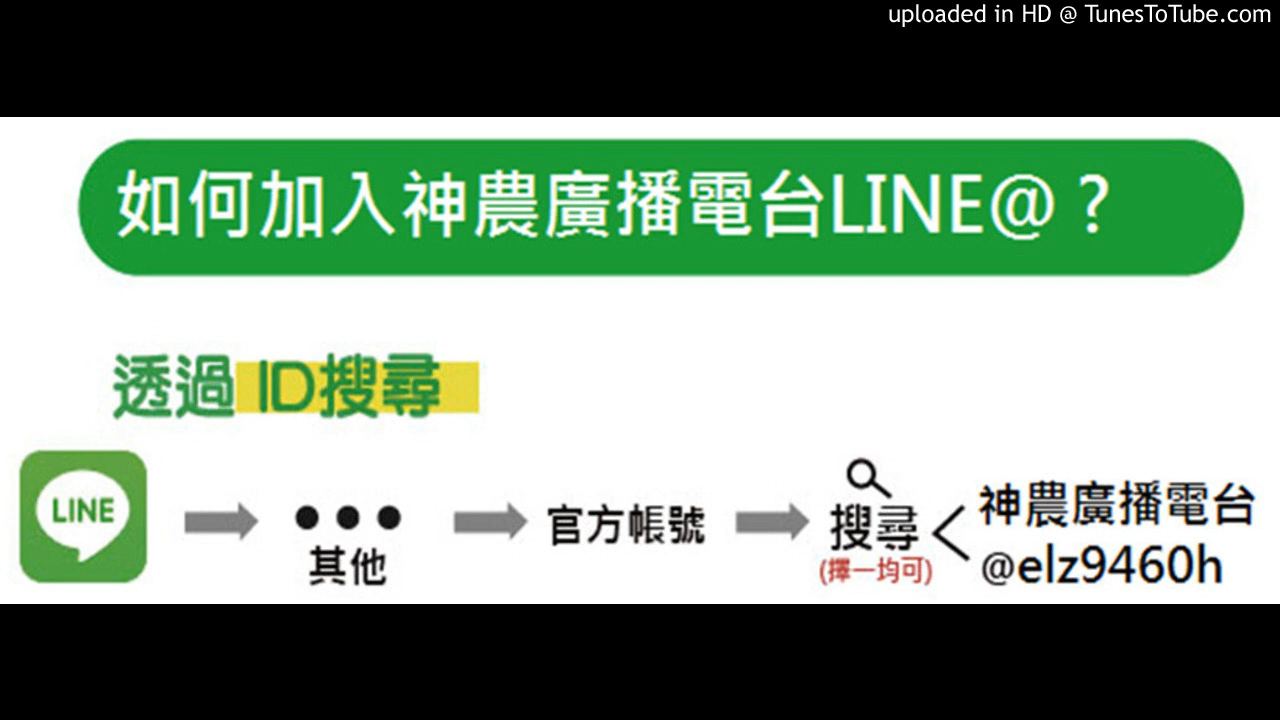 uploaded in HD @ TunesToTube.com
如何加入神農廣播電台LINE@？
透過 ID搜尋
LINE
其他
官方帳號
搜尋
(擇一均可)
神農廣播電台
@elz9460h